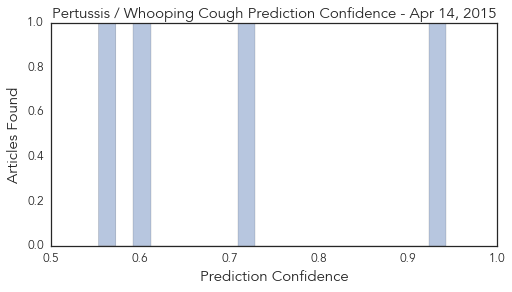 Pertussis / Whooping Cough Prediction Confidence - Apr 14, 2015
1.0
0.8
0.6
0.4
0.2
0.0
Articles Found
0.5 0.6 0.7 0.8 0.9 1.0
Prediction Confidence